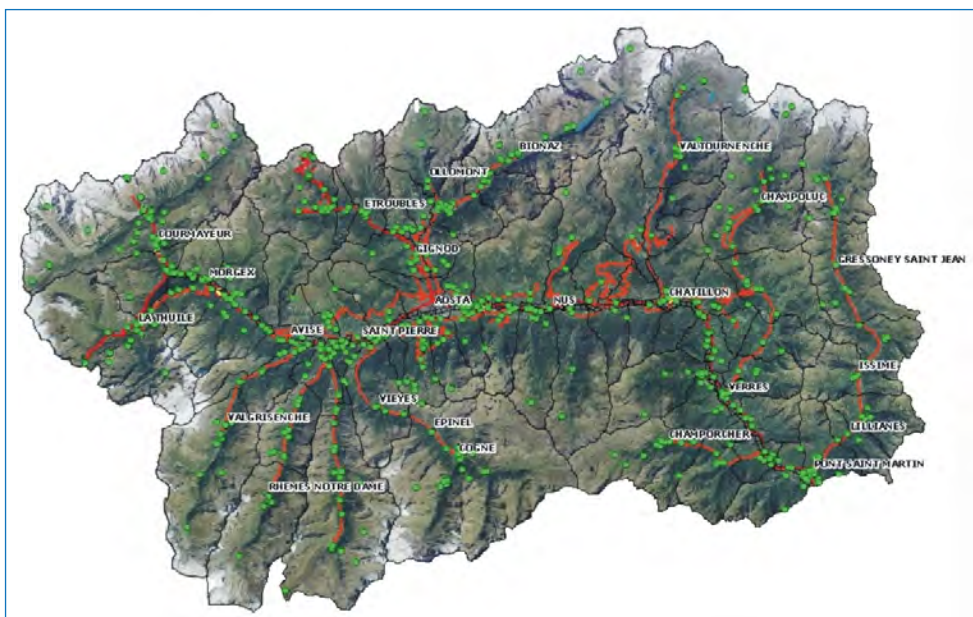 BIONAZ
VALTOURNENCHE
OLLOMONT
ETROUBLES
CHAMPOLUC
COURMAYEUR
GIGNOD
GRESSONEY SAINT JEAN
MORGEX
CHATILLON
AOSTA
NUS
LA THUILE
AVISE
SAINT PIERRE
ISSIME
VERRES
VIEYES
VALGRISENCHE
EPINEL
LILLIANES
CHAMPORCHER
COGNE
PONT SAINT MARTIN
RHEMES NOTRE DAME